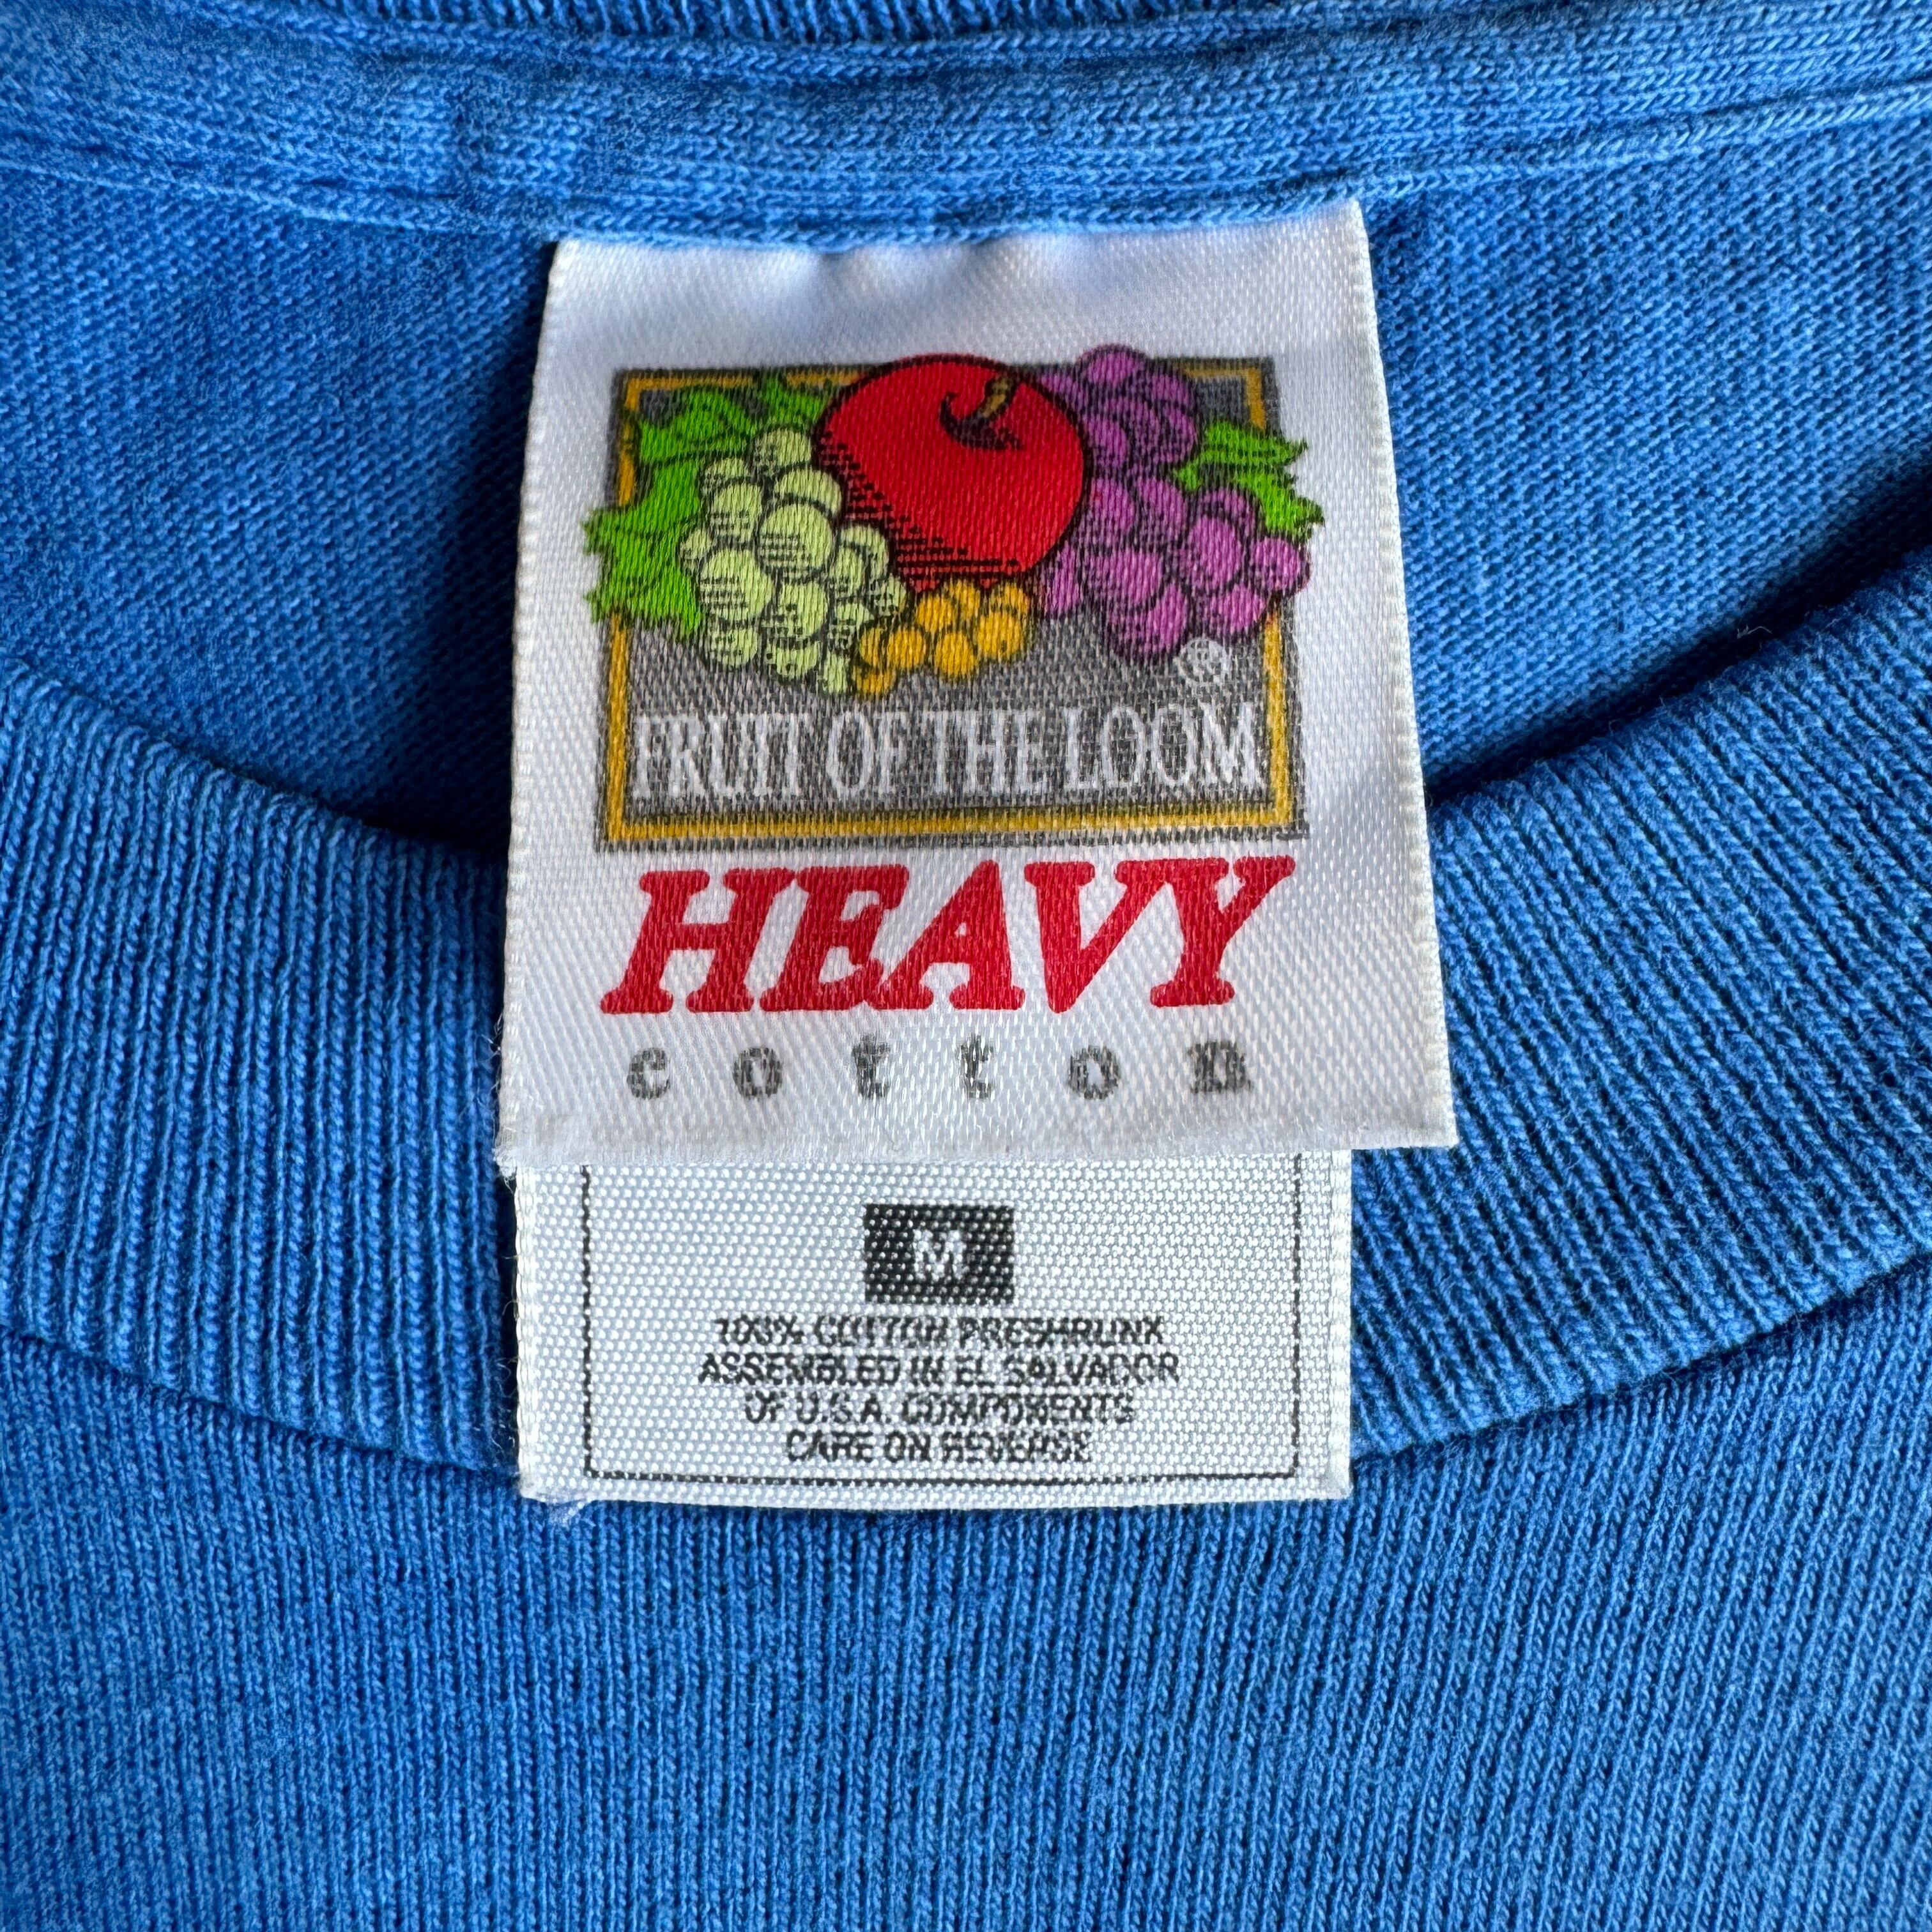 ®
FRUIT OF THE LOOM
HEAVY
cotton
M
100% COTTON PRESHRUNK
ASSEMBLED IN EL SALVADOR
OF U.S.A. COMPONENTS
CARE ON REVERSE